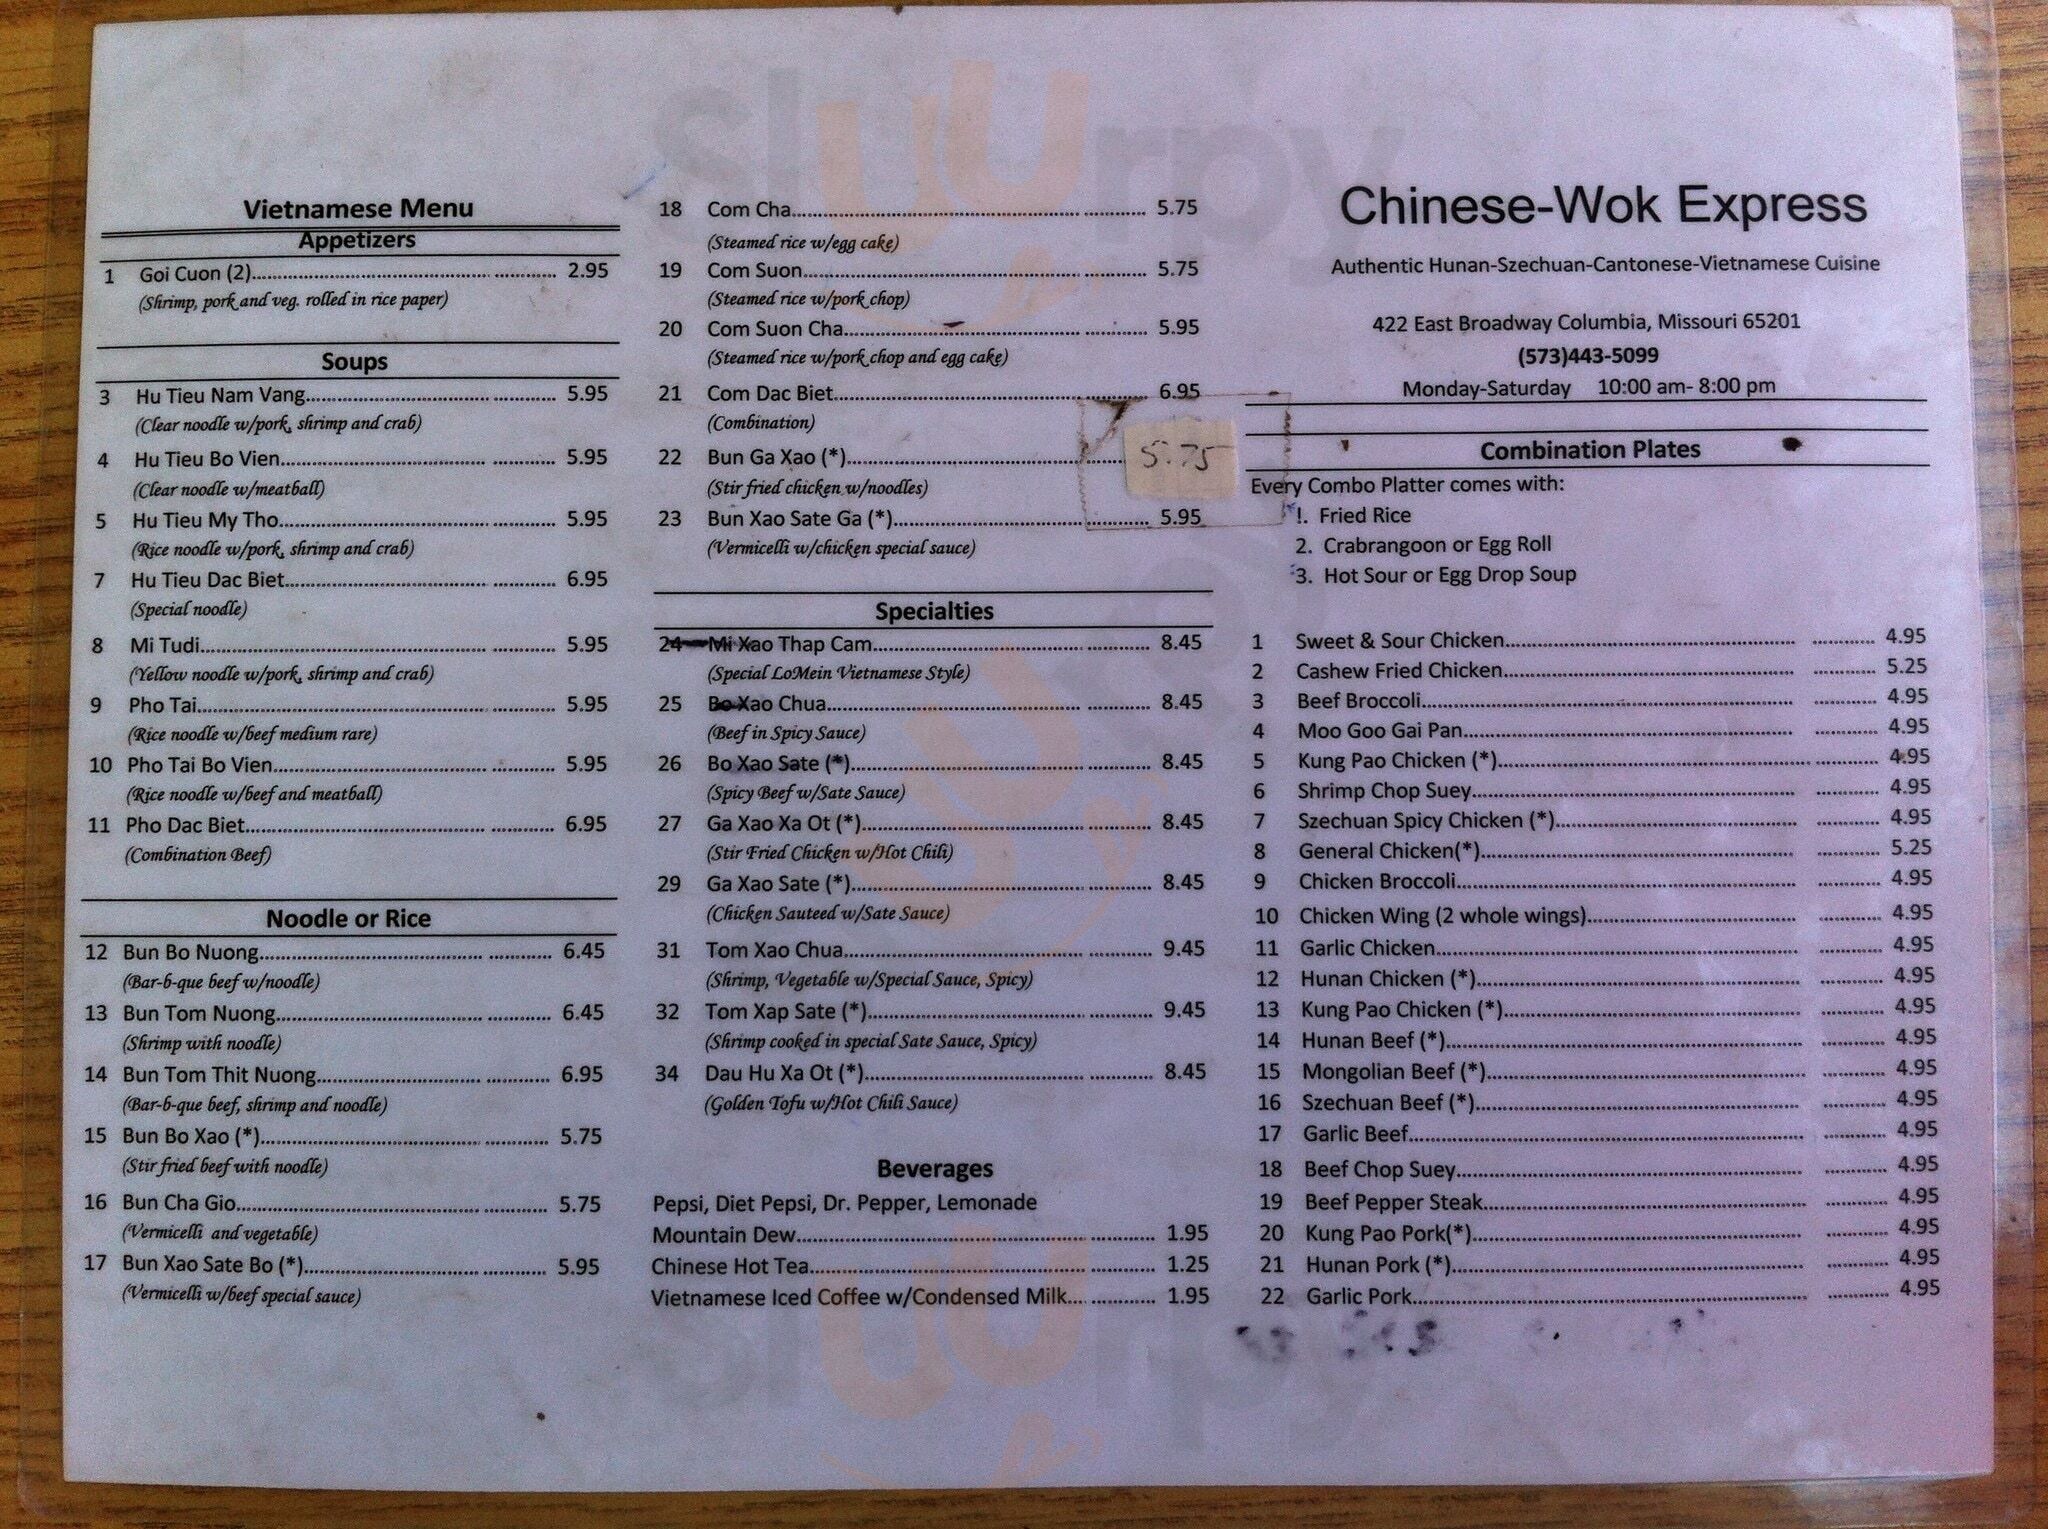 Vietnamese Menu
Appetizers
1 Goi Cuon (2)........................................ 2.95
(Shrimp, pork and veg. rolled in rice paper)
Soups
3 Hu Tieu Nam Vang........................................ 5.95
(Clear noodle w/pork, shrimp and crab)
4 Hu Tieu Bo Vien........................................ 5.95
(Clear noodle w/meatball)
5 Hu Tieu My Tho........................................ 5.95
(Rice noodle w/pork, shrimp and crab)
7 Hu Tieu Dac Biet........................................ 6.95
(Special noodle)
8 Mi Tudi........................................ 5.95
(Yellow noodle w/pork, shrimp and crab)
9 Pho Tai........................................ 5.95
(Rice noodle w/beef medium rare)
10 Pho Tai Bo Vien........................................ 5.95
(Rice noodle w/beef and meatball)
11 Pho Dac Biet........................................ 6.95
(Combination Beef)
Noodle or Rice
12 Bun Bo Nuong........................................ 6.45
(Bar-b-que beef w/noodle)
13 Bun Tom Nuong........................................ 6.45
(Shrimp with noodle)
14 Bun Tom Thit Nuong........................................ 6.95
(Bar-b-que beef, shrimp and noodle)
15 Bun Bo Xao (*)........................................ 5.75
(Stir fried beef with noodle)
16 Bun Cha Gio........................................ 5.75
(Vermicelli and vegetable)
17 Bun Xao Sate Bo (*)........................................ 5.95
(Vermicelli w/beef special sauce)
18 Com Cha........................................ 5.75
(Steamed rice w/egg cake)
19 Com Suon........................................ 5.75
(Steamed rice w/pork chop)
20 Com Suon Cha........................................ 5.95
(Steamed rice w/pork chop and egg cake)
21 Com Dac Biet........................................ 6.95
(Combination)
22 Bun Ga Xao (*)........................................ 5.75
(Stir fried chicken w/noodles)
23 Bun Xao Sate Ga (*)........................................ 5.95
(Vermicelli w/chicken special sauce)
Specialties
24 Mi Xao Thap Cam........................................ 8.45
(Special LoMein Vietnamese Style)
25 Bo Xao Chua........................................ 8.45
(Beef in Spicy Sauce)
26 Bo Xao Sate (*)........................................ 8.45
(Spicy Beef w/Sate Sauce)
27 Ga Xao Xa Ot (*)........................................ 8.45
(Stir Fried Chicken w/Hot Chili)
29 Ga Xao Sate (*)........................................ 8.45
(Chicken Sauteed w/Sate Sauce)
31 Tom Xao Chua........................................ 9.45
(Shrimp, Vegetable w/Special Sauce, Spicy)
32 Tom Xap Sate (*)........................................ 9.45
(Shrimp cooked in special Sate Sauce, Spicy)
34 Dau Hu Xa Ot (*)........................................ 8.45
(Golden Tofu w/Hot Chili Sauce)
Beverages
Pepsi, Diet Pepsi, Dr. Pepper, Lemonade
Mountain Dew........................................ 1.95
Chinese Hot Tea........................................ 1.25
Vietnamese Iced Coffee w/Condensed Milk............... 1.95
Chinese-Wok Express
Authentic Hunan-Szechuan-Cantonese-Vietnamese Cuisine
422 East Broadway Columbia, Missouri 65201
(573)443-5099
Monday-Saturday 10:00 am- 8:00 pm
Combination Plates
Every Combo Platter comes with:
!. Fried Rice
2. Crabrangoon or Egg Roll
3. Hot Sour or Egg Drop Soup
1 Sweet & Sour Chicken........................................ 4.95
2 Cashew Fried Chicken........................................ 5.25
3 Beef Broccoli........................................ 4.95
4 Moo Goo Gai Pan........................................ 4.95
5 Kung Pao Chicken (*)........................................ 4.95
6 Shrimp Chop Suey........................................ 4.95
7 Szechuan Spicy Chicken (*)........................................ 4.95
8 General Chicken(*)........................................ 5.25
9 Chicken Broccoli........................................ 4.95
10 Chicken Wing (2 whole wings)........................................ 4.95
11 Garlic Chicken........................................ 4.95
12 Hunan Chicken (*)........................................ 4.95
13 Kung Pao Chicken (*)........................................ 4.95
14 Hunan Beef (*)........................................ 4.95
15 Mongolian Beef (*)........................................ 4.95
16 Szechuan Beef (*)........................................ 4.95
17 Garlic Beef........................................ 4.95
18 Beef Chop Suey........................................ 4.95
19 Beef Pepper Steak........................................ 4.95
20 Kung Pao Pork(*)........................................ 4.95
21 Hunan Pork (*)........................................ 4.95
22 Garlic Pork........................................ 4.95
slurpy
slurpy